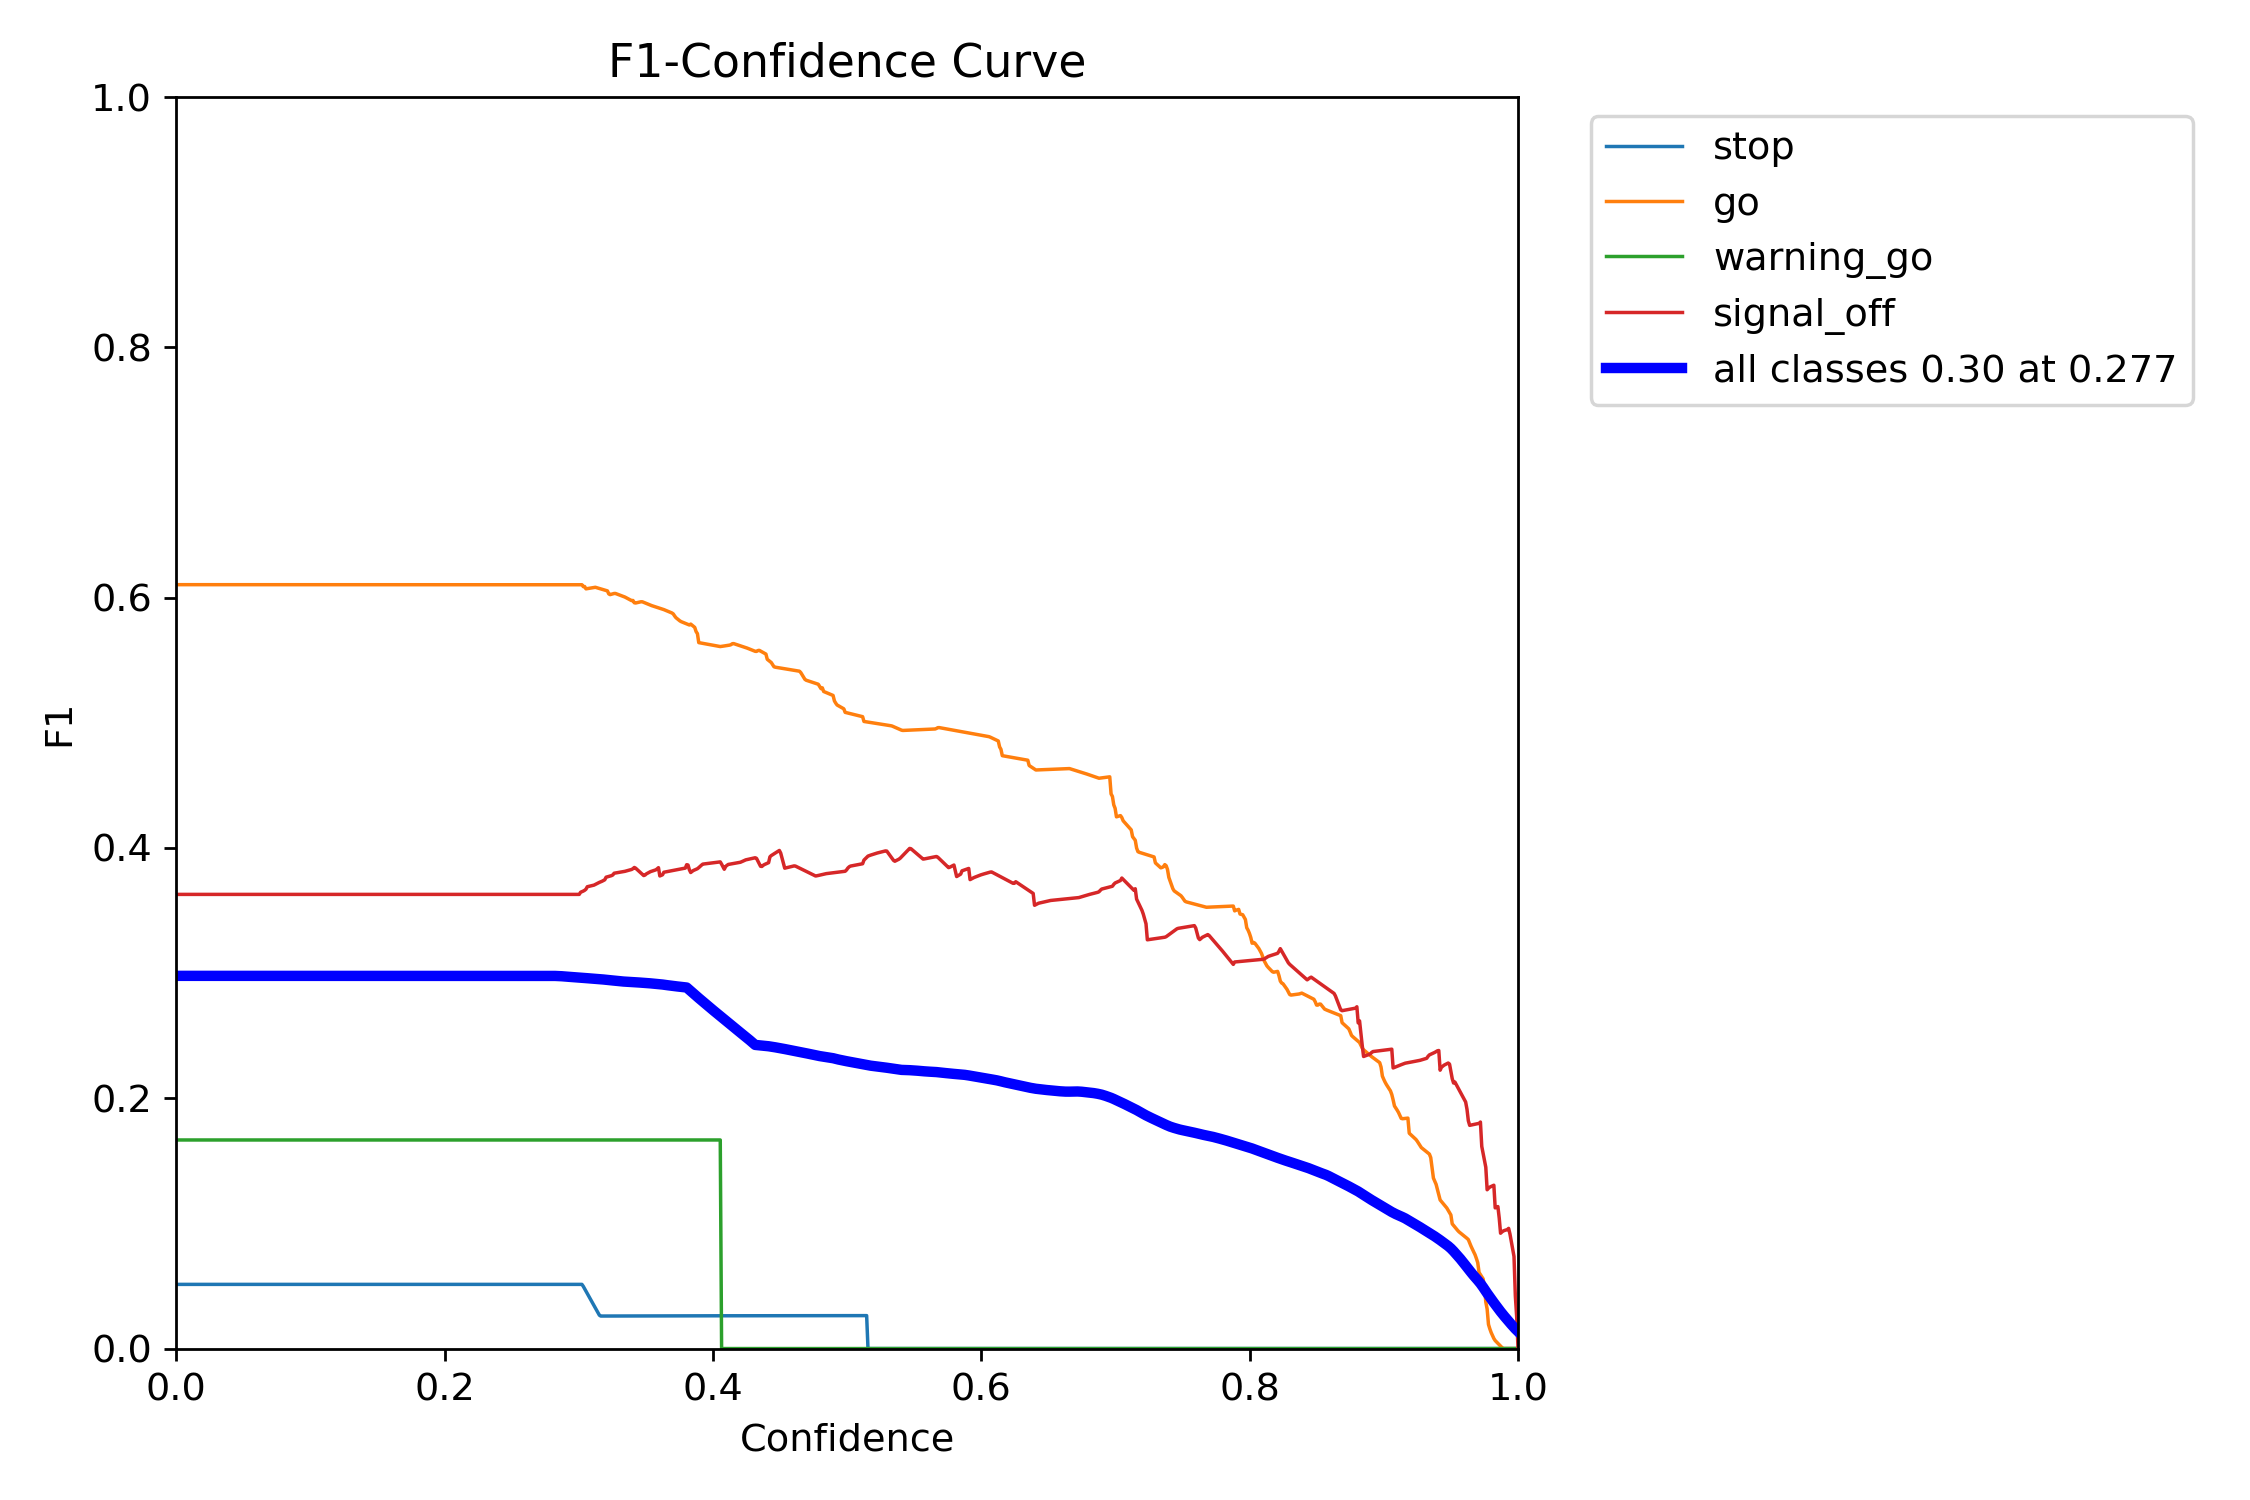 F1-Confidence Curve
1.0
0.8
0.6
0.4
0.2
0.0
F1
0.0 0.2 0.4 0.6 0.8 1.0
Confidence
stop
go
warning_go
signal_off
all classes 0.30 at 0.277